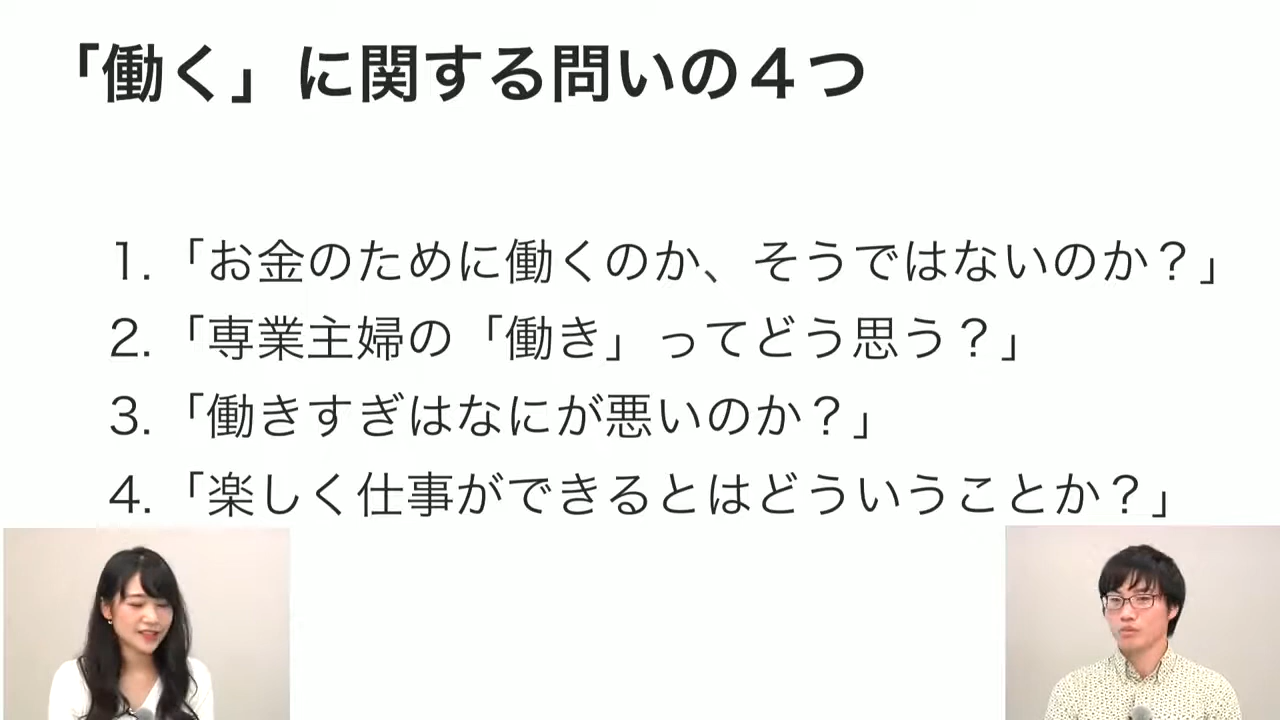 「働く」に関する問いの４つ
1. 「お金のために働くのか、そうではないのか？」
2. 「専業主婦の「働き」ってどう思う？」
3. 「働きすぎはなにが悪いのか？」
4. 「楽しく仕事ができるとはどういうことか？」